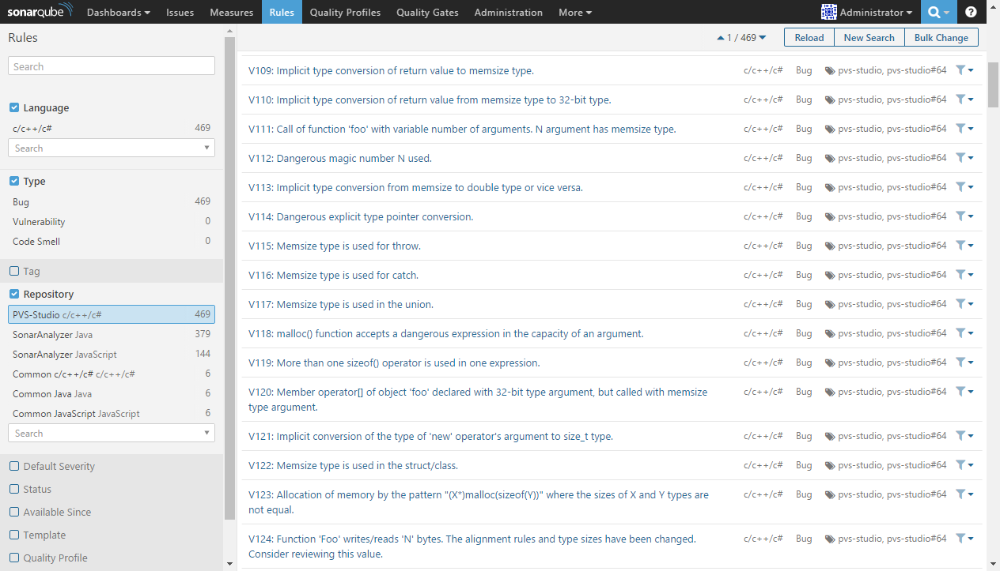 sonarqube Dashboards Issues Measures Rules Quality Profiles Quality Gates Administration More Administrator ?
Rules
Search
Language
c/c++/c# 469
Search
Type
Bug 469
Vulnerability 0
Code Smell 0
Tag
Repository
PVS-Studio c/c++/c# 469
SonarAnalyzer Java 379
SonarAnalyzer JavaScript 144
Common c/c++/c# c/c++/c# 6
Common Java Java 6
Common JavaScript JavaScript 6
Search
Default Severity
Status
Available Since
Template
Quality Profile
1 / 469 Reload New Search Bulk Change
V109: Implicit type conversion of return value to memsize type. c/c++/c# Bug pvs-studio, pvs-studio#64
V110: Implicit type conversion of return value from memsize type to 32-bit type. c/c++/c# Bug pvs-studio, pvs-studio#64
V111: Call of function 'foo' with variable number of arguments. N argument has memsize type. c/c++/c# Bug pvs-studio, pvs-studio#64
V112: Dangerous magic number N used. c/c++/c# Bug pvs-studio, pvs-studio#64
V113: Implicit type conversion from memsize to double type or vice versa. c/c++/c# Bug pvs-studio, pvs-studio#64
V114: Dangerous explicit type pointer conversion. c/c++/c# Bug pvs-studio, pvs-studio#64
V115: Memsize type is used for throw. c/c++/c# Bug pvs-studio, pvs-studio#64
V116: Memsize type is used for catch. c/c++/c# Bug pvs-studio, pvs-studio#64
V117: Memsize type is used in the union. c/c++/c# Bug pvs-studio, pvs-studio#64
V118: malloc() function accepts a dangerous expression in the capacity of an argument. c/c++/c# Bug pvs-studio, pvs-studio#64
V119: More than one sizeof() operator is used in one expression. c/c++/c# Bug pvs-studio, pvs-studio#64
V120: Member operator[] of object 'foo' declared with 32-bit type argument, but called with memsize c/c++/c# Bug pvs-studio, pvs-studio#64
type argument.
V121: Implicit conversion of the type of 'new' operator's argument to size_t type. c/c++/c# Bug pvs-studio, pvs-studio#64
V122: Memsize type is used in the struct/class. c/c++/c# Bug pvs-studio, pvs-studio#64
V123: Allocation of memory by the pattern "(X*)malloc(sizeof(Y))" where the sizes of X and Y types are c/c++/c# Bug pvs-studio, pvs-studio#64
not equal.
V124: Function 'Foo' writes/reads 'N' bytes. The alignment rules and type sizes have been changed. c/c++/c# Bug pvs-studio, pvs-studio#64
Consider reviewing this value.